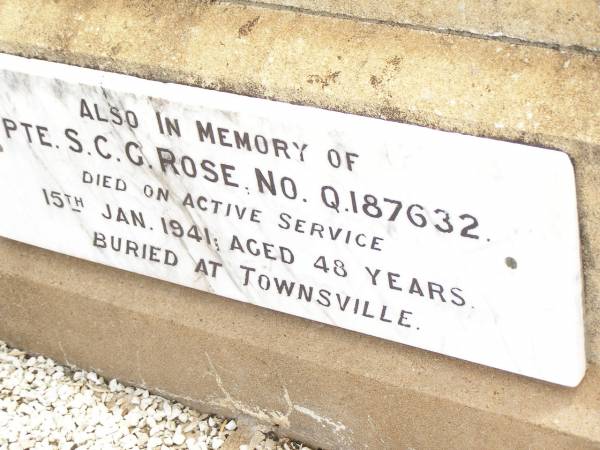 ALSO IN MEMORY OF
PTE. S.C.G. ROSE, NO. Q.187632.
DIED ON ACTIVE SERVICE
15TH JAN. 1941; AGED 48 YEARS.
BURIED AT TOWNSVILLE.